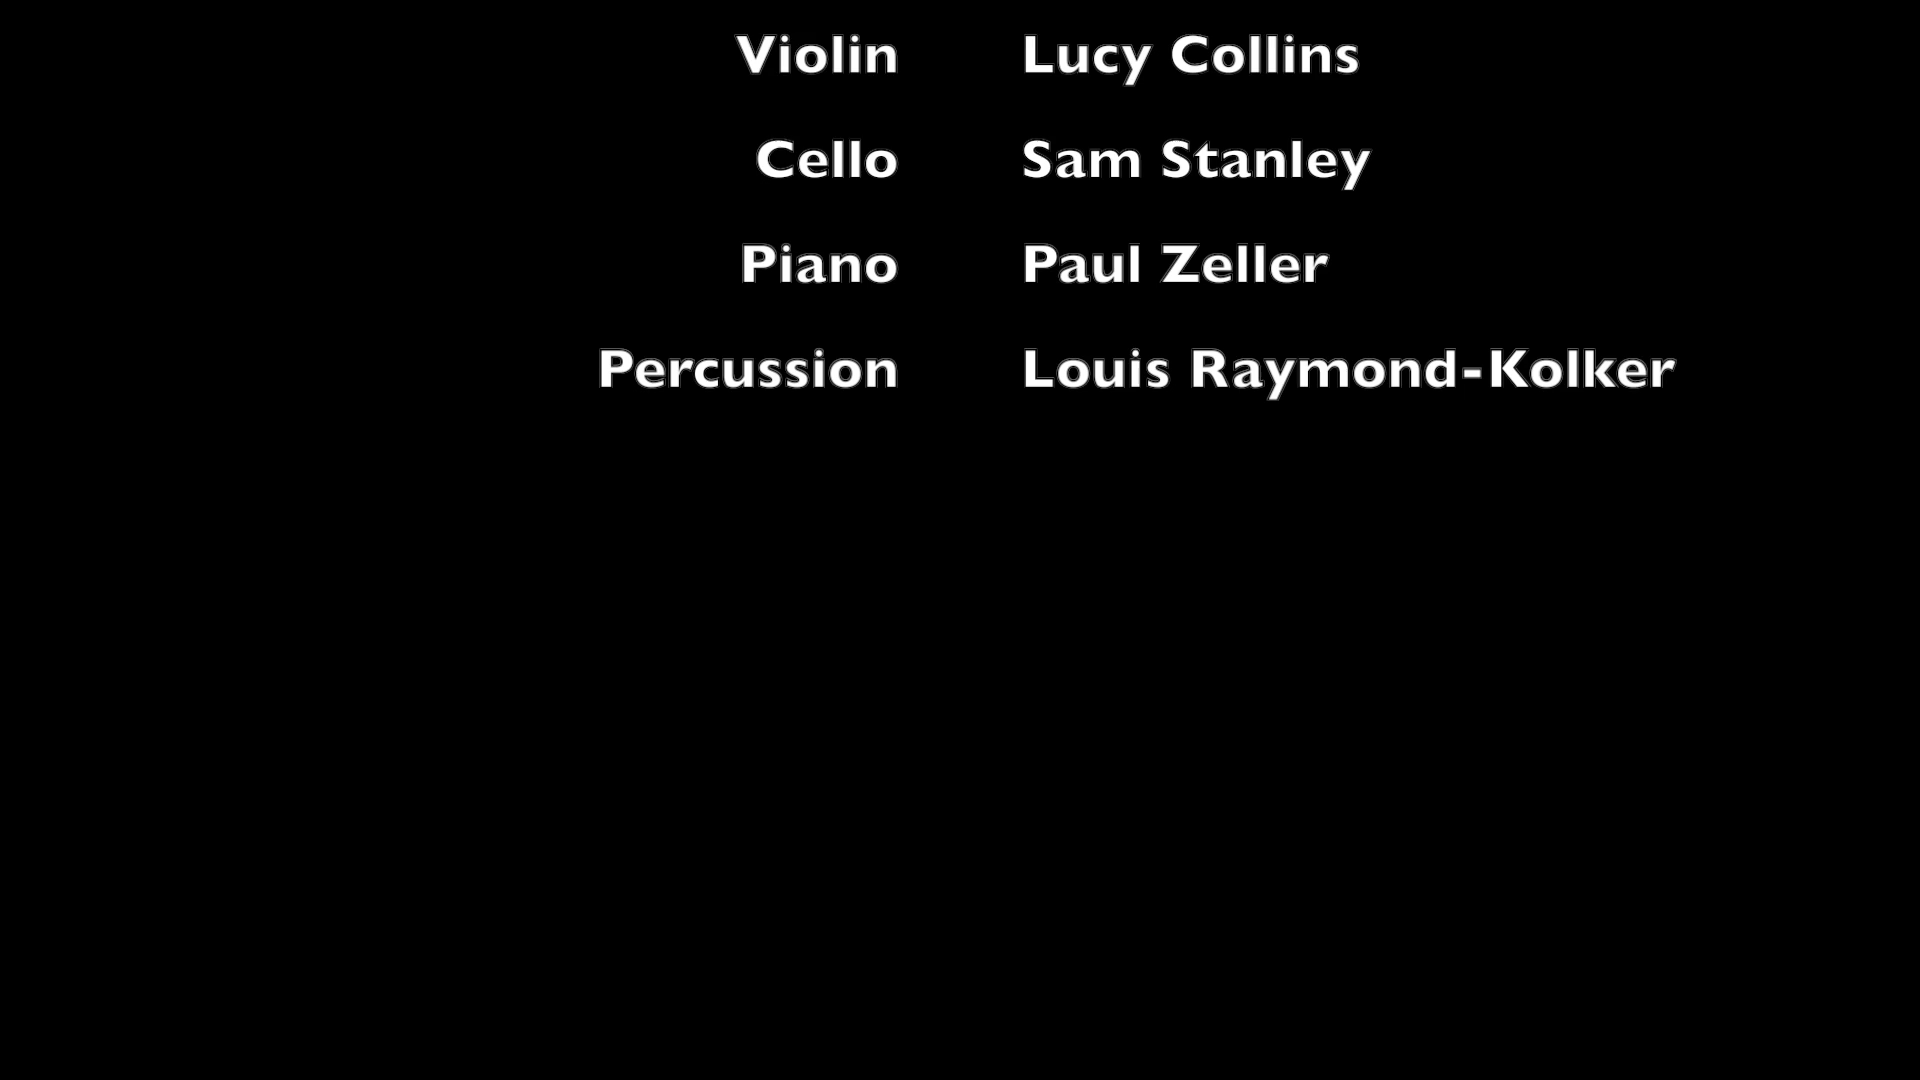 Violin Lucy Collins
Cello Sam Stanley
Piano Paul Zeller
Percussion Louis Raymond-Kolker